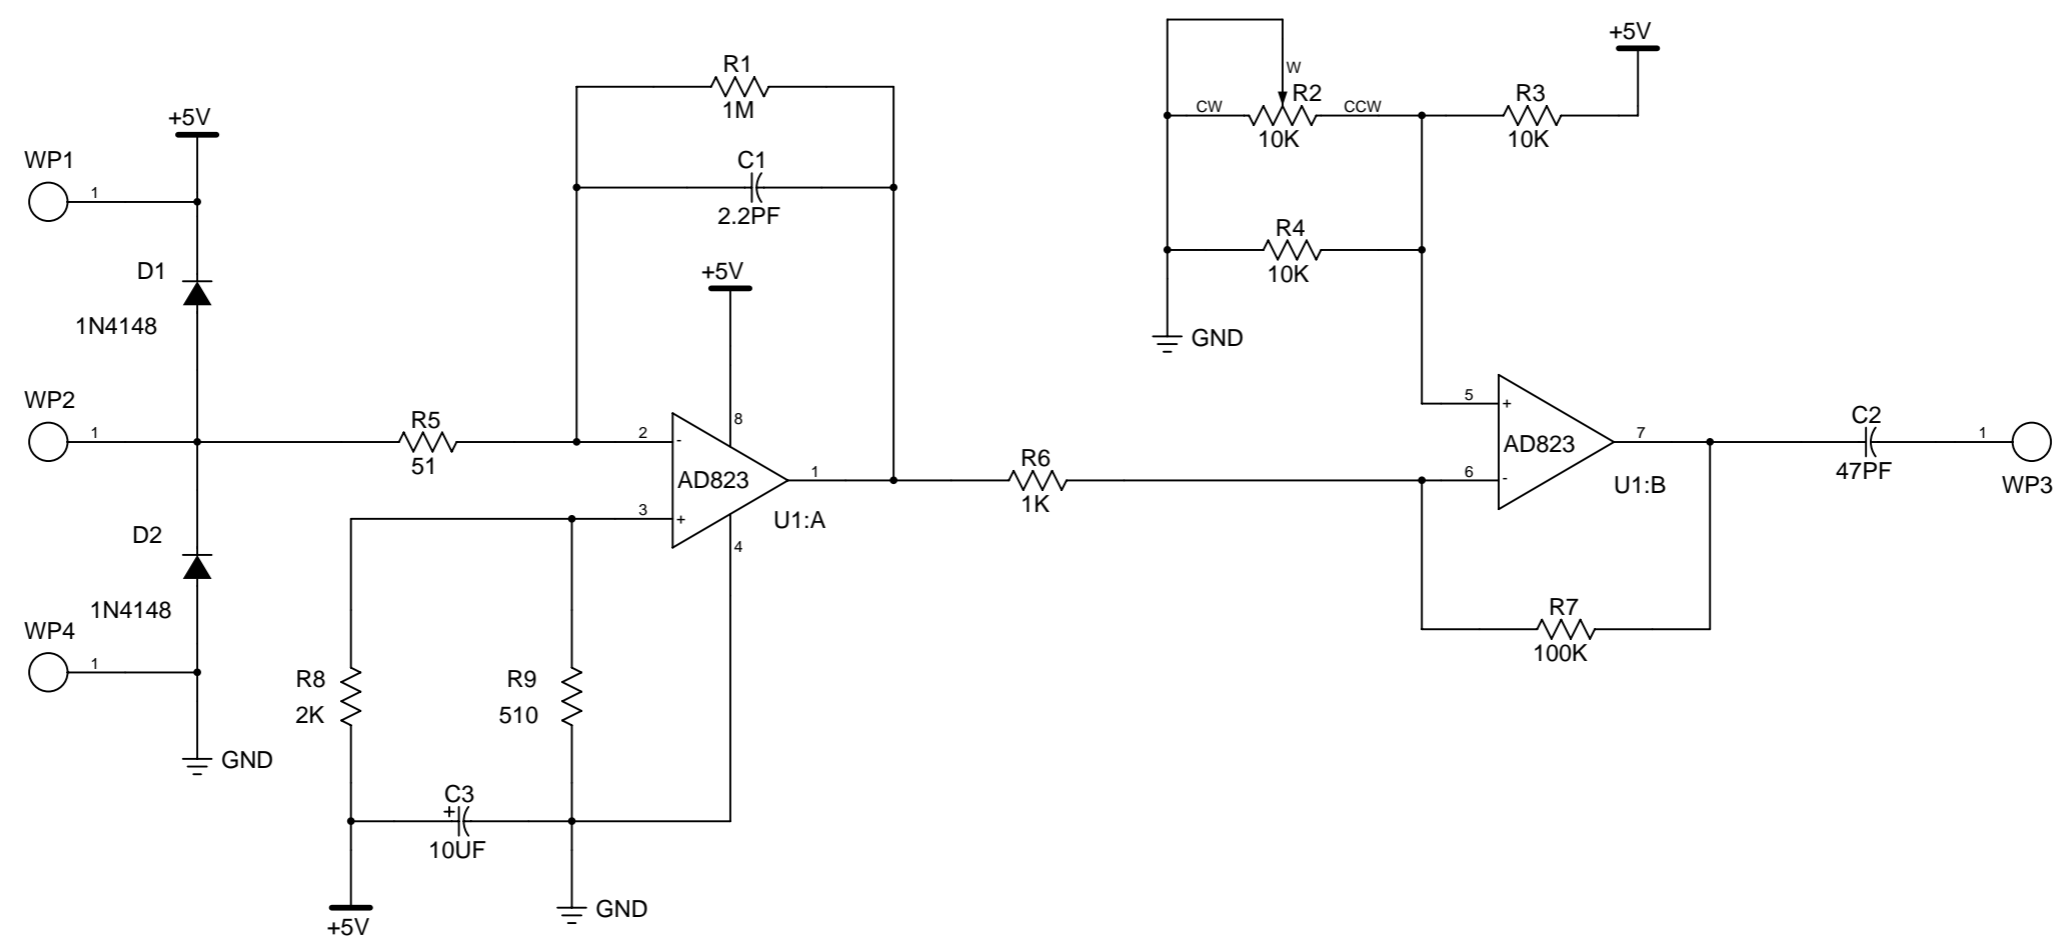 +5V
R1
1M
W
R2
CW
CCW
10K
R3
10K
+5V
WP1
1
C1
2.2PF
D1
1N4148
+5V
R4
10K
GND
WP2
1
R5
51
2
-
8
AD823
1
3
+
4
U1:A
R6
1K
5
+
AD823
7
6
-
U1:B
C2
47PF
1
WP3
D2
1N4148
WP4
1
GND
R8
2K
R9
510
R7
100K
C3
+
10UF
+5V
GND